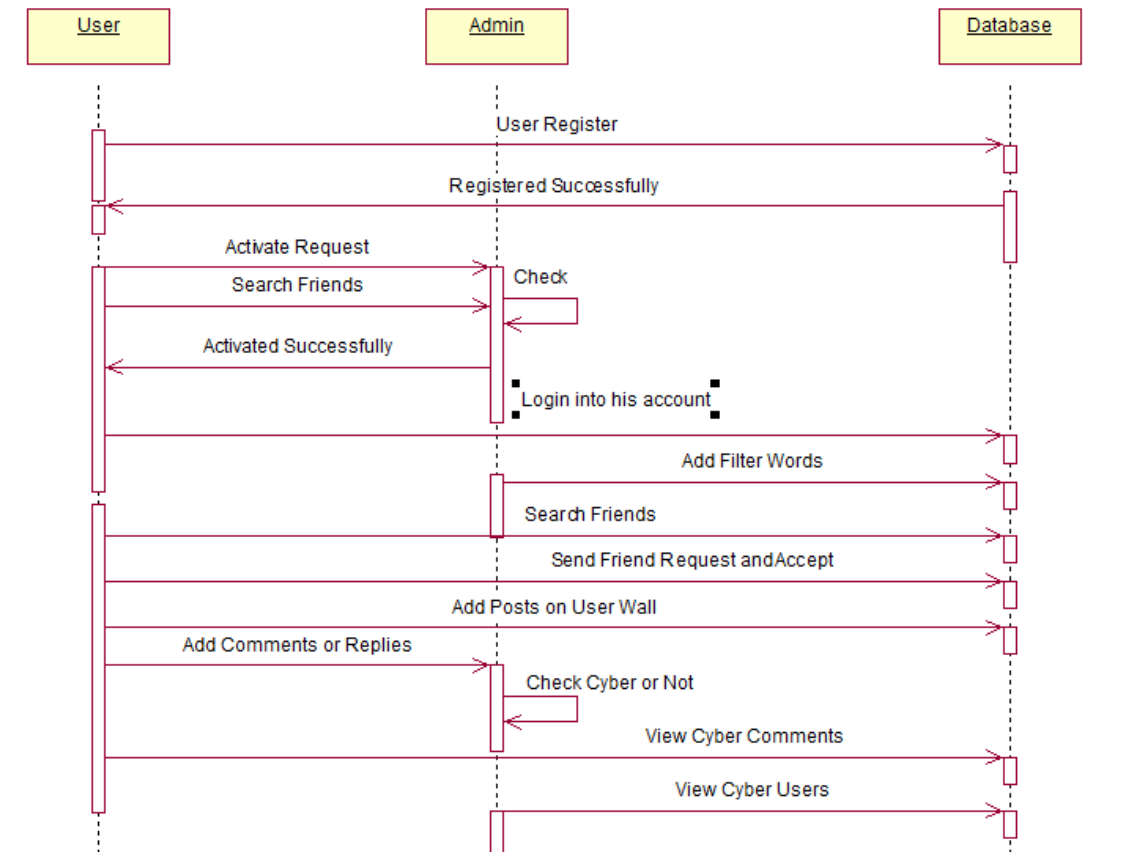 User
Admin
Database
User Register
Registered Successfully
Activate Request
Check
Search Friends
Activated Successfully
Login into his account
Add Filter Words
Search Friends
Send Friend Request and Accept
Add Posts on User Wall
Add Comments or Replies
Check Cyber or Not
View Cyber Comments
View Cyber Users